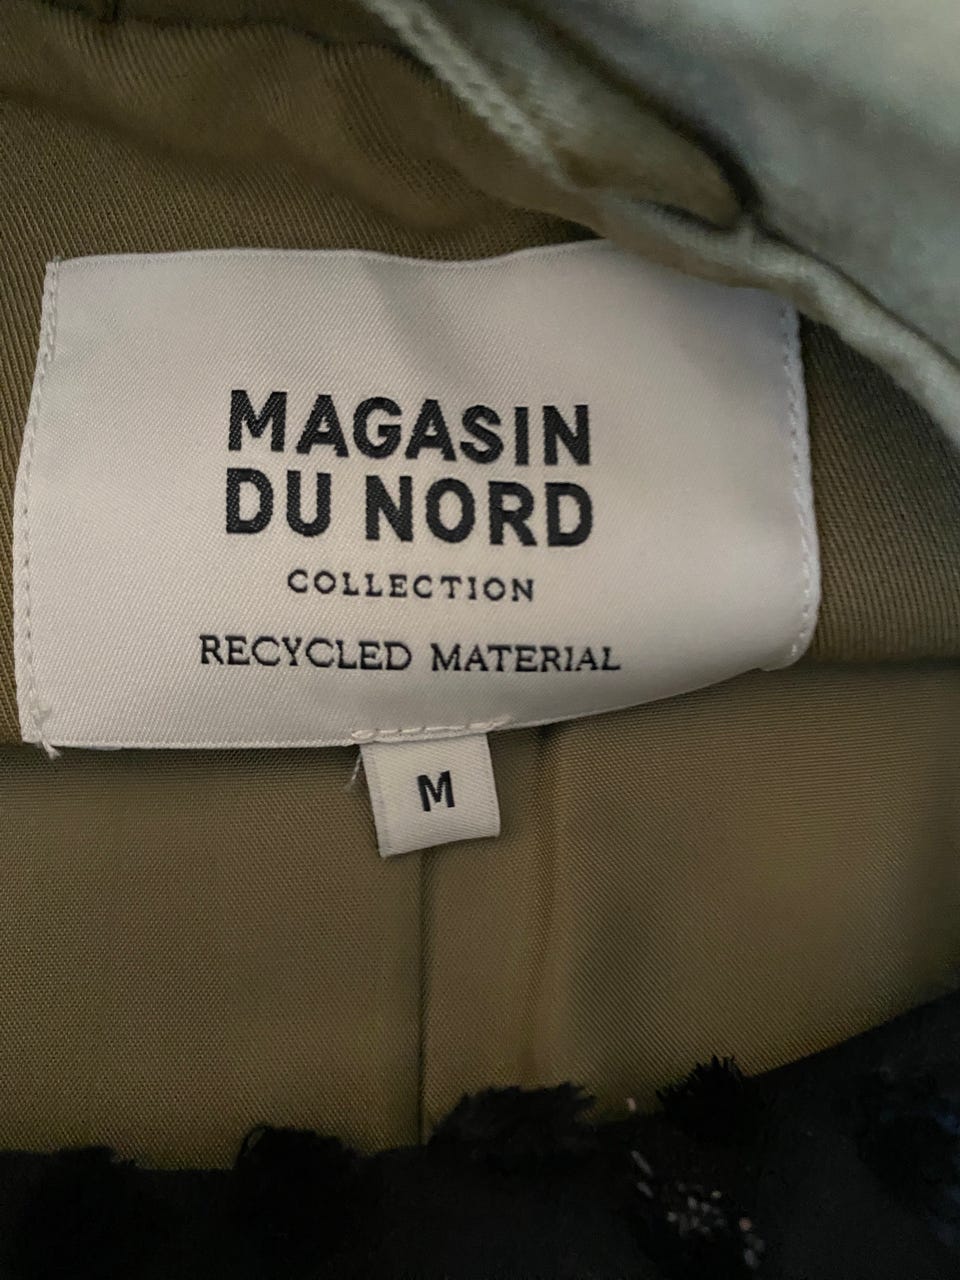 MAGASIN
DU NORD
COLLECTION
RECYCLED MATERIAL
M